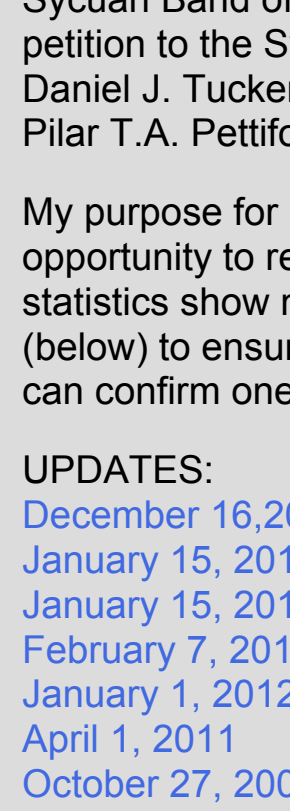 Sycuan Band of
petition to the S
Daniel J. Tucker
Pilar T.A. Pettifo
My purpose for
opportunity to re
statistics show
(below) to ensur
can confirm one
UPDATES:
December 16,20
January 15, 201
January 15, 201
February 7, 201
January 1, 2012
April 1, 2011
October 27, 200